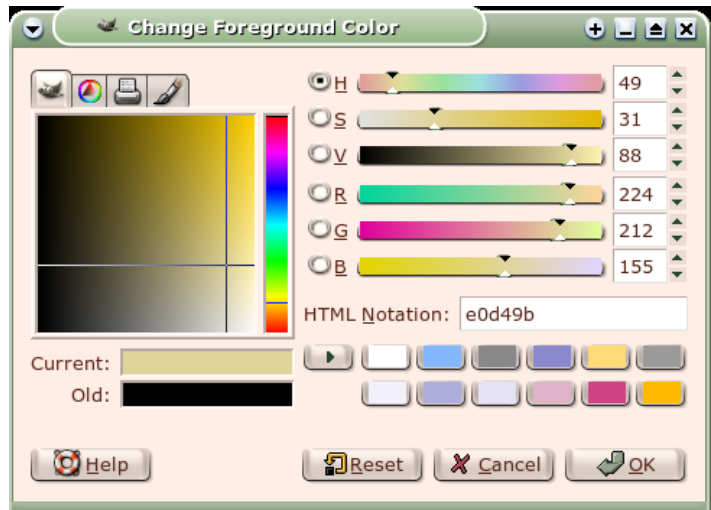 Change Foreground Color
H 49
S 31
V 88
R 224
G 212
B 155
HTML Notation: e0d49b
Current:
Old:
Help Reset Cancel OK